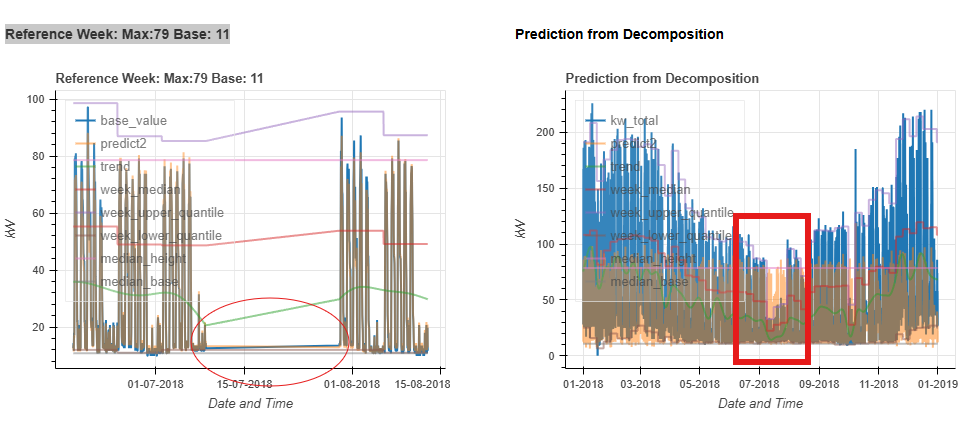 Reference Week: Max:79 Base: 11
Prediction from Decomposition
Reference Week: Max:79 Base: 11
100
80
60
40
20
kW
base_value
predict2
trend
week_median
week_upper_quantile
week_lower_quantile
median_height
median_base
01-07-2018
15-07-2018
01-08-2018
15-08-2018
Date and Time
Prediction from Decomposition
200
150
100
50
0
kW
kw_total
predict2
trend
week_median
week_upper_quantile
week_lower_quantile
median_height
median_base
01-2018
03-2018
05-2018
07-2018
09-2018
11-2018
01-2019
Date and Time